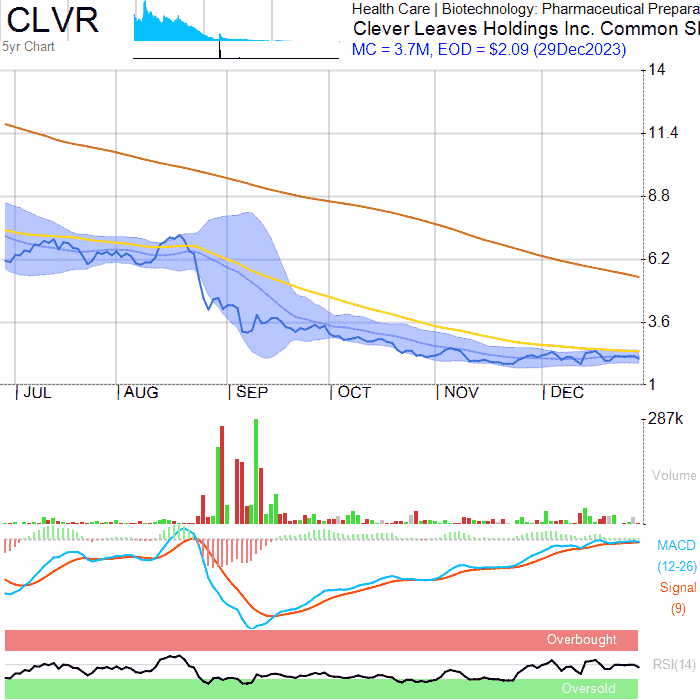 CLVR
5yr Chart
Health Care | Biotechnology: Pharmaceutical Prepara
Clever Leaves Holdings Inc. Common S
MC = 3.7M, EOD = $2.09 (29Dec2023)
14
11.4
8.8
6.2
3.6
1
JUL AUG SEP OCT NOV DEC
287k
Volume
MACD
(12-26)
Signal
(9)
Overbought
RSI(14)
Oversold